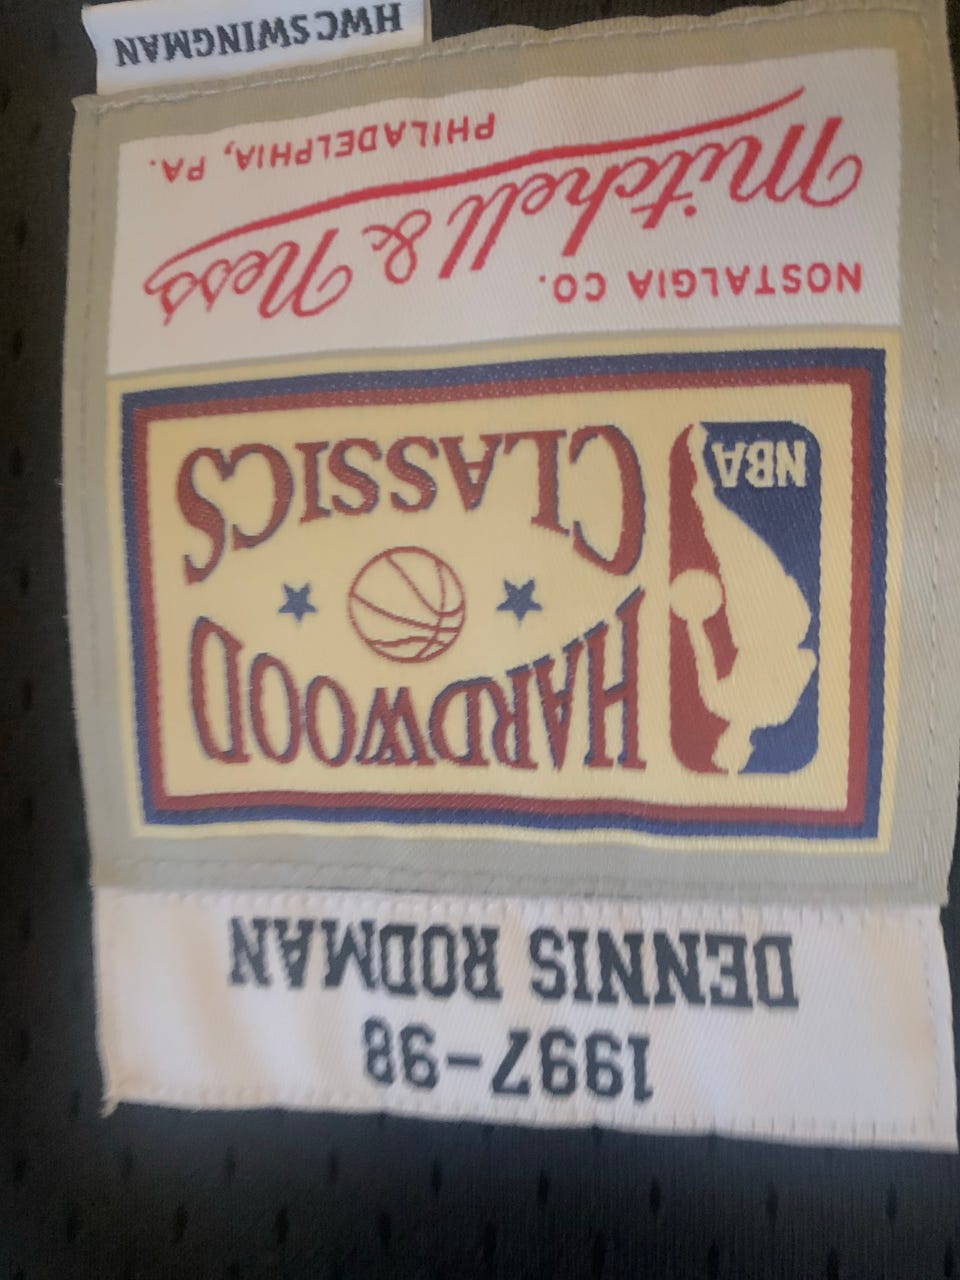 1997-98
DENNIS RODMAN
HARDWOOD
CLASSICS
NBA
NOSTALGIA CO.
Mitchell & Ness
PHILADELPHIA, PA.
HWC SWINGMAN